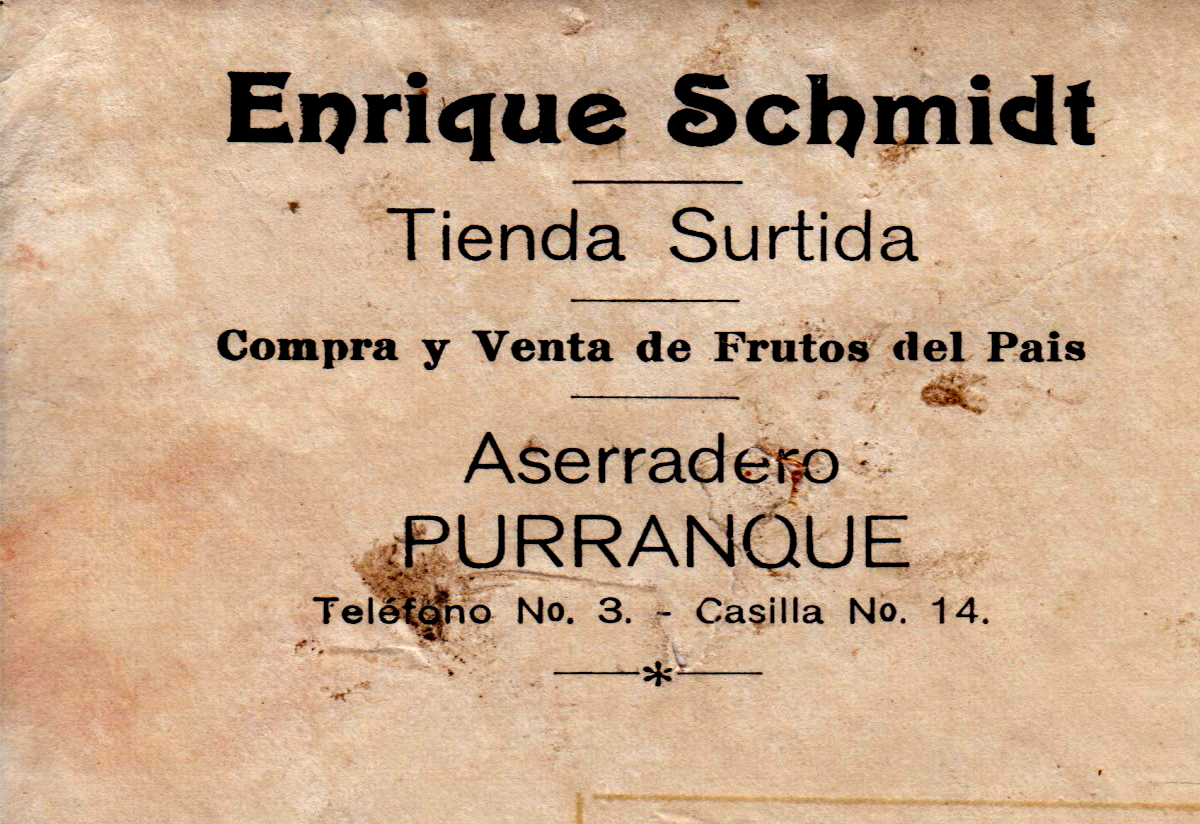 Enrique Schmidt
Tienda Surtida
Compra y Venta de Frutos del Pais
Aserradero
PURRANQUE
Teléfono No. 3. - Casilla No. 14.